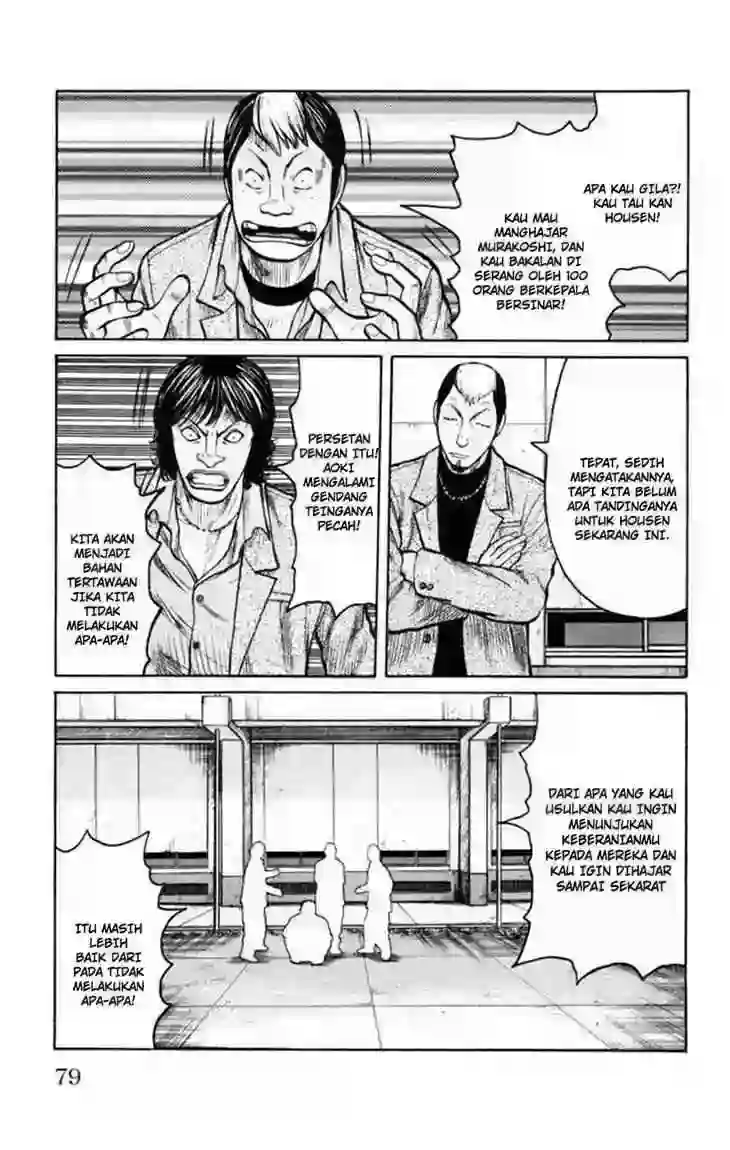 APA KAU GILA?!
KAU TAU KAN
HOUSEN!
KAU MAU
MANGHAJAR
MURAKOSHI, DAN
KAU BAKALAN DI
SERANG OLEH 100
ORANG BERKEPALA
BERSINAR!
TEPAT, SEDIH
MENGATAKANNYA,
TAPI KITA BELUM
ADA TANDINGANYA
UNTUK HOUSEN
SEKARANG INI.
PERSETAN
DENGAN ITU!
AOKI
MENGALAMI
GENDANG
TEINGANYA
PECAH!
KITA AKAN
MENJADI
BAHAN
TERTAWAAN
JIKA KITA
TIDAK
MELAKUKAN
APA-APA!
DARI APA YANG KAU
USULKAN KAU INGIN
MENUNJUKAN
KEBERANIANMU
KEPADA MEREKA DAN
KAU IGIN DIHAJAR
SAMPAI SEKARAT
ITU MASIH
LEBIH
BAIK DARI
PADA TIDAK
MELAKUKAN
APA-APA!
79